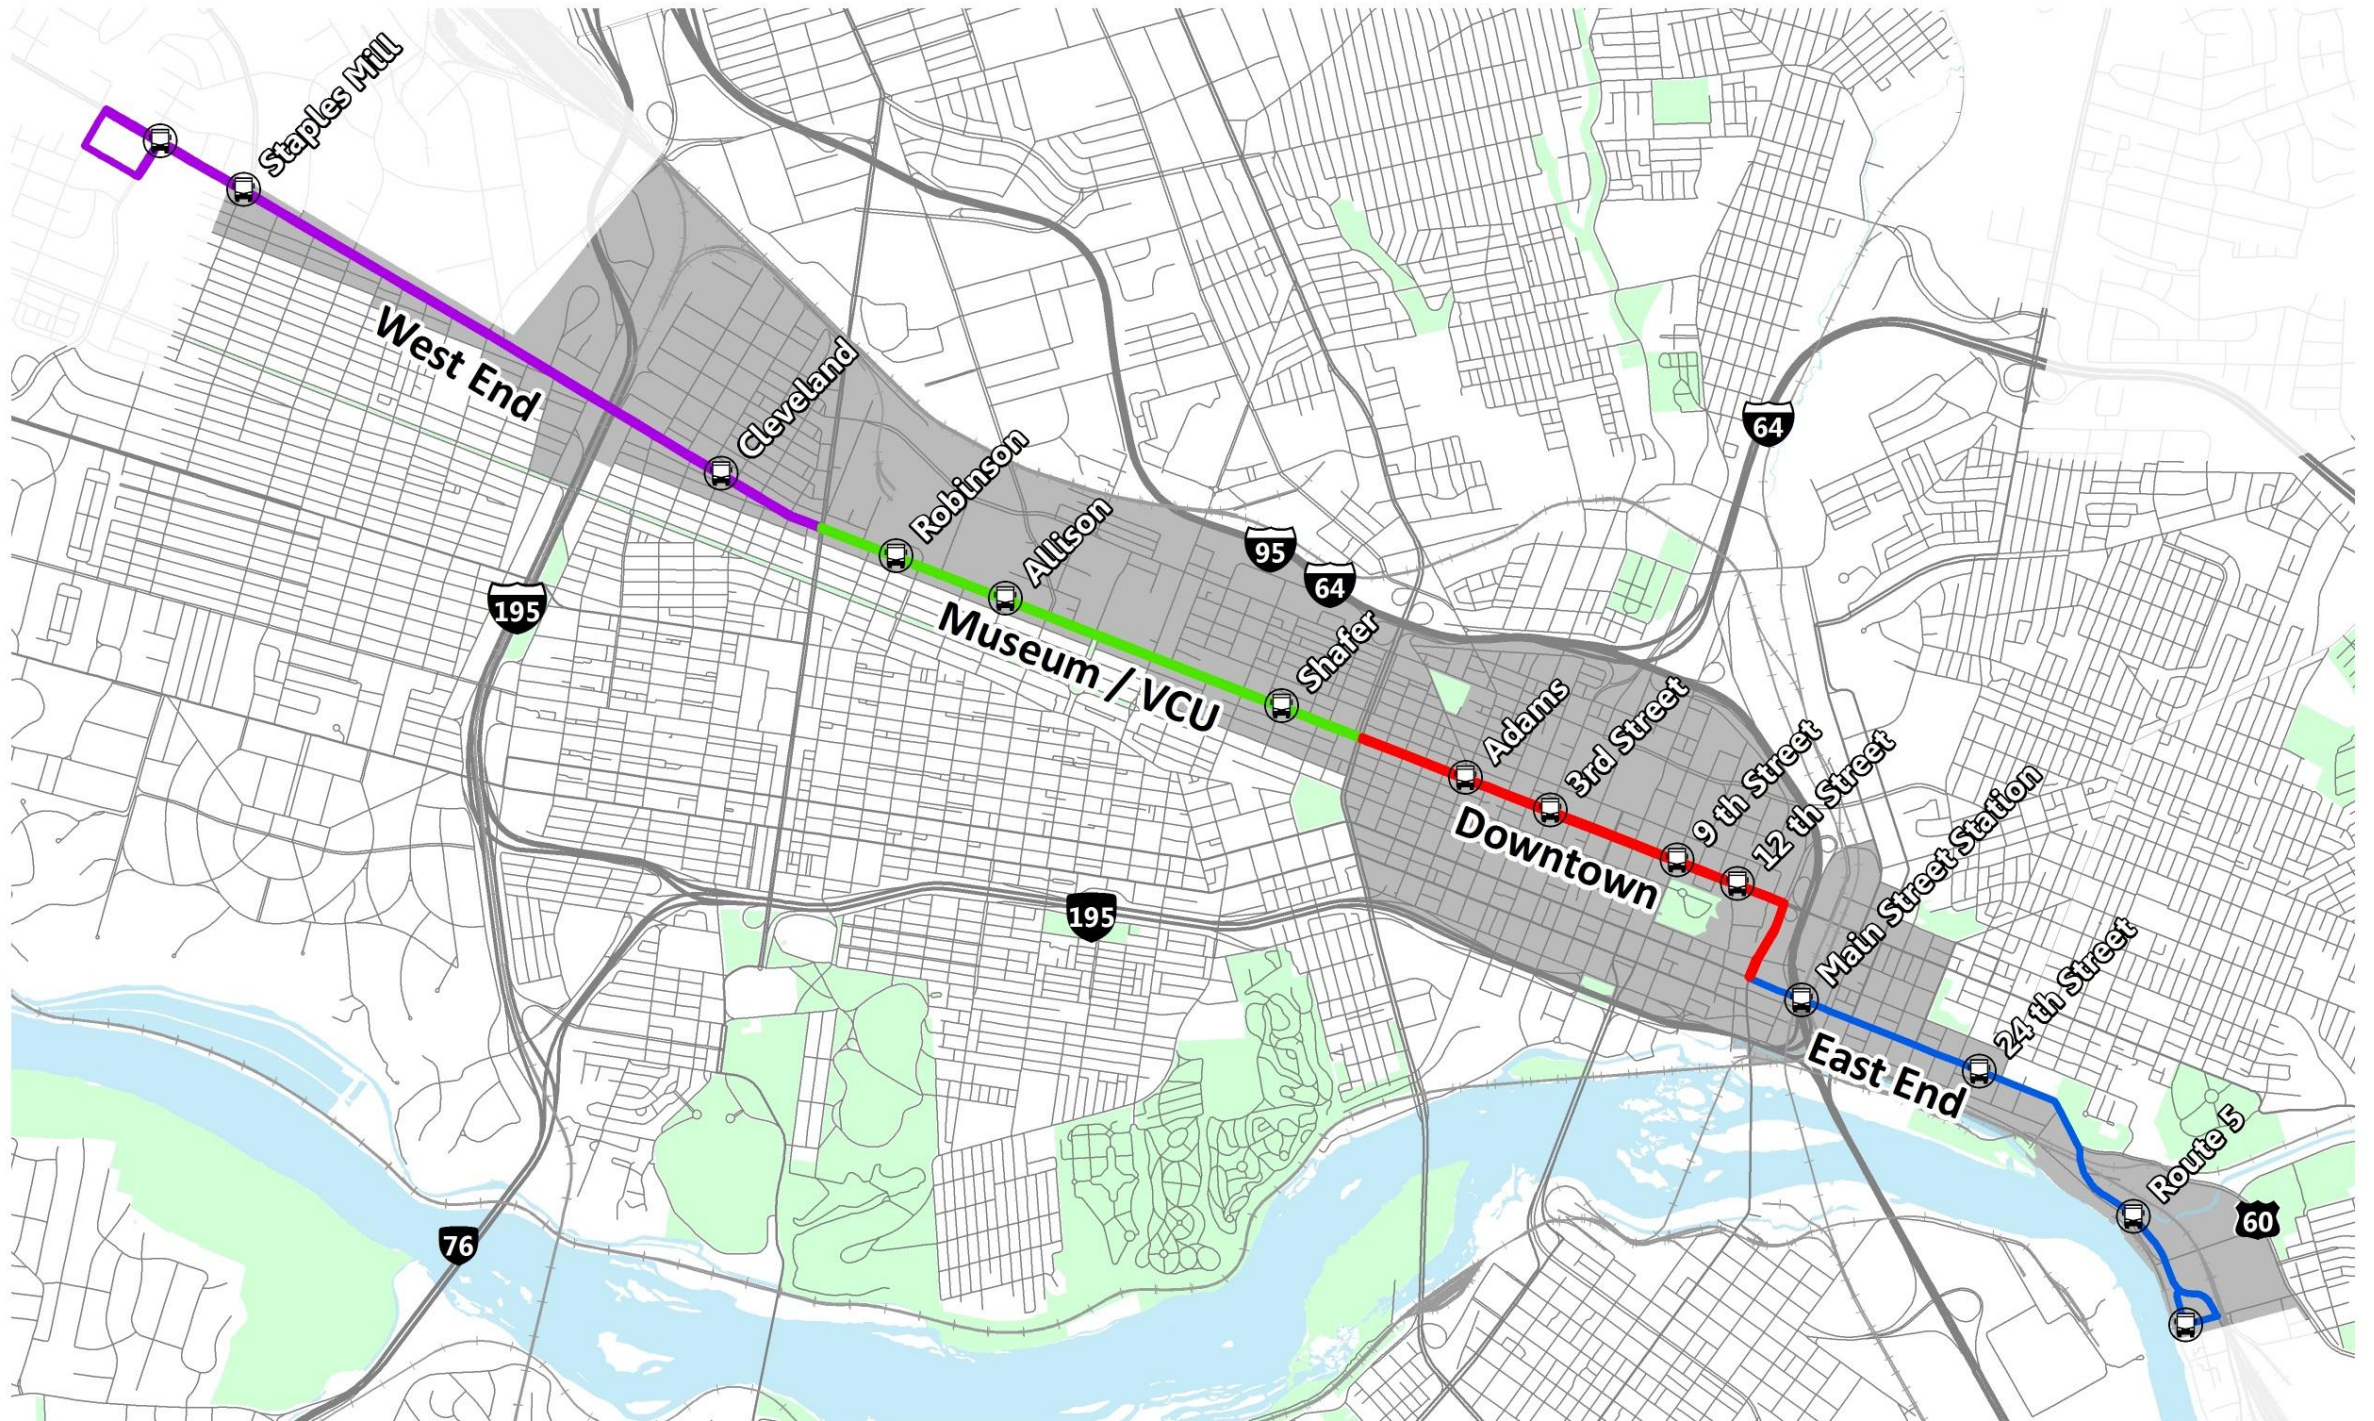 Staples Mill
West End
Cleveland
Robinson
Allison
64
95
64
195
Museum / VCU
Shafer
Adams
3rd Street
9 th Street
12 th Street
Downtown
195
Main Street Station
24 th Street
East End
Route 5
60
76